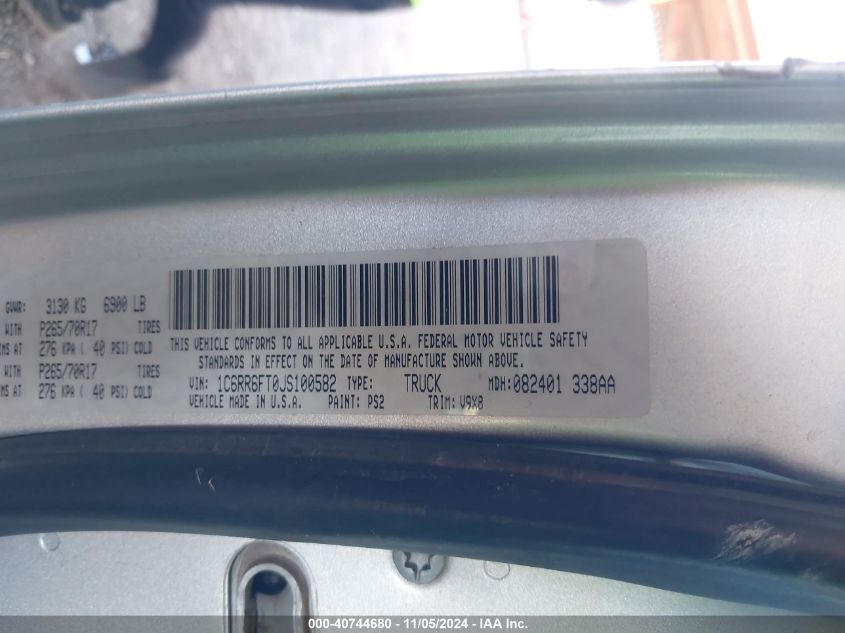 GVWR: 3130 KG 6900 LB
WITH P265/70R17 TIRES
MS AT 276 KPA ( 40 PSI) COLD
WITH P265/70R17 TIRES
MS AT 276 KPA ( 40 PSI) COLD
THIS VEHICLE CONFORMS TO ALL APPLICABLE U.S.A. FEDERAL MOTOR VEHICLE SAFETY
STANDARDS IN EFFECT ON THE DATE OF MANUFACTURE SHOWN ABOVE.
VIN: 1C6RR6FT0JS100582 TYPE: TRUCK MDH: 082401 338AA
VEHICLE MADE IN U.S.A. PAINT: PS2 TRIM: V9X8
000-40744680 - 11/05/2024 - IAA Inc.